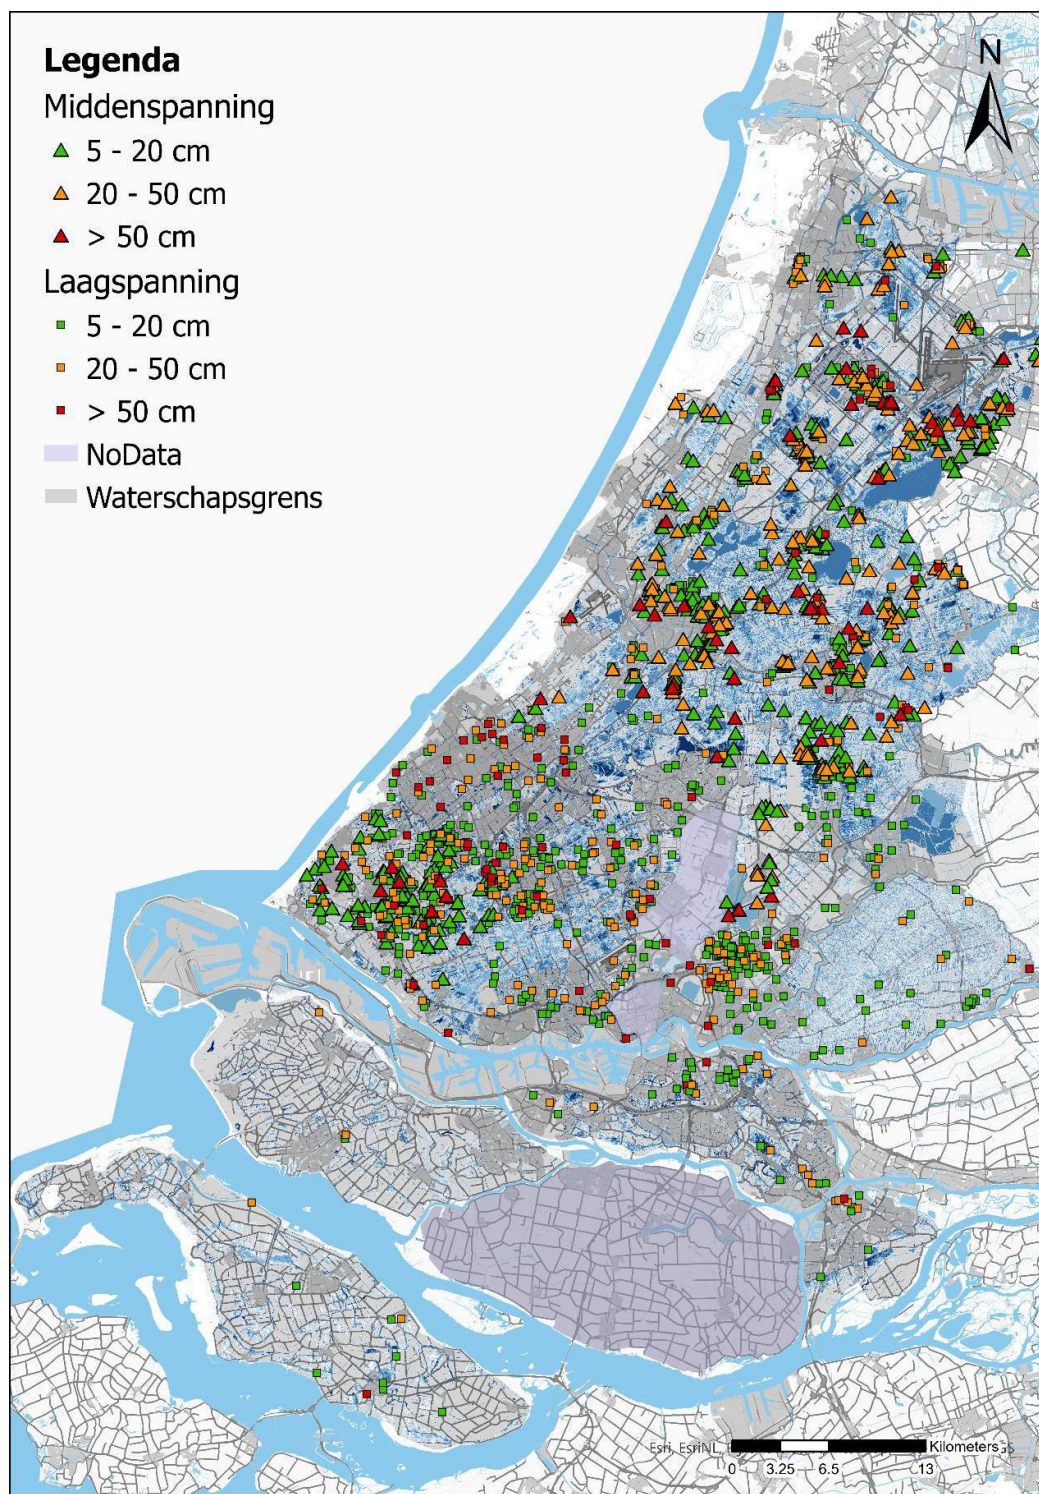 Legenda
Middenspanning
5 - 20 cm
20 - 50 cm
> 50 cm
Laagspanning
5 - 20 cm
20 - 50 cm
> 50 cm
NoData
Waterschapsgrens
N
Esri, EsriNL, 
Kilometers
0 3.25 6.5 13